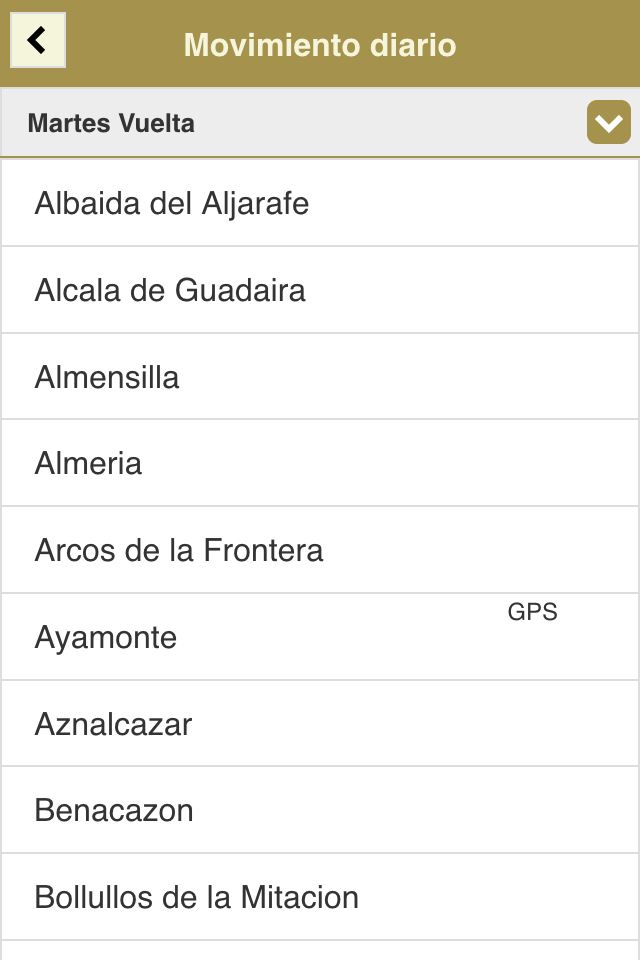 Movimiento diario
Martes Vuelta
Albaida del Aljarafe
Alcala de Guadaira
Almensilla
Almeria
Arcos de la Frontera
GPS
Ayamonte
Aznalcazar
Benacazon
Bollullos de la Mitacion